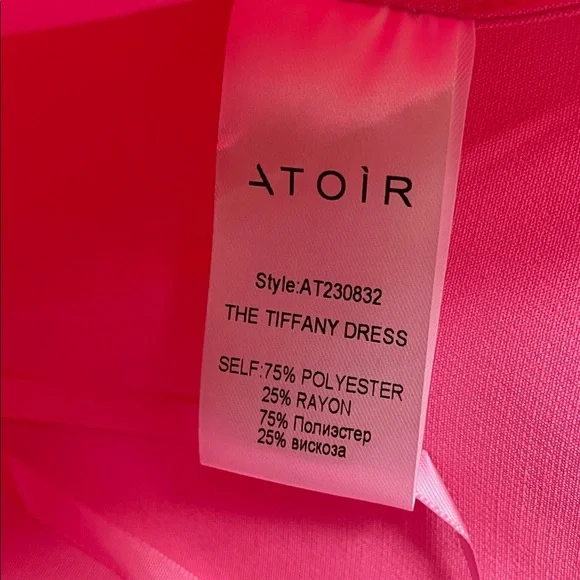 ATOÌR
Style:AT230832
THE TIFFANY DRESS
SELF:75% POLYESTER
25% RAYON
75% Полиэстер
25% вискоза